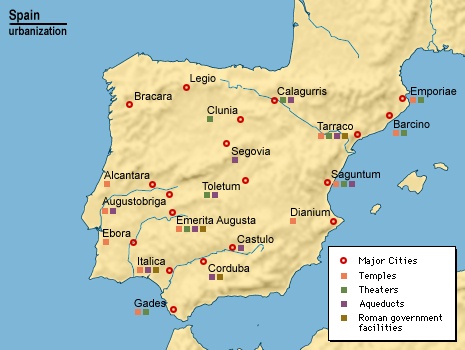 Spain
urbanization
Legio
Bracara
Calagurris
Emporiae
Clunia
Tarraco
Barcino
Segovia
Alcantara
Toletum
Saguntum
Augustobriga
Emerita Augusta
Dianium
Ebora
Castulo
Italica
Corduba
Gades
Major Cities
Temples
Theaters
Aqueducts
Roman government
facilities